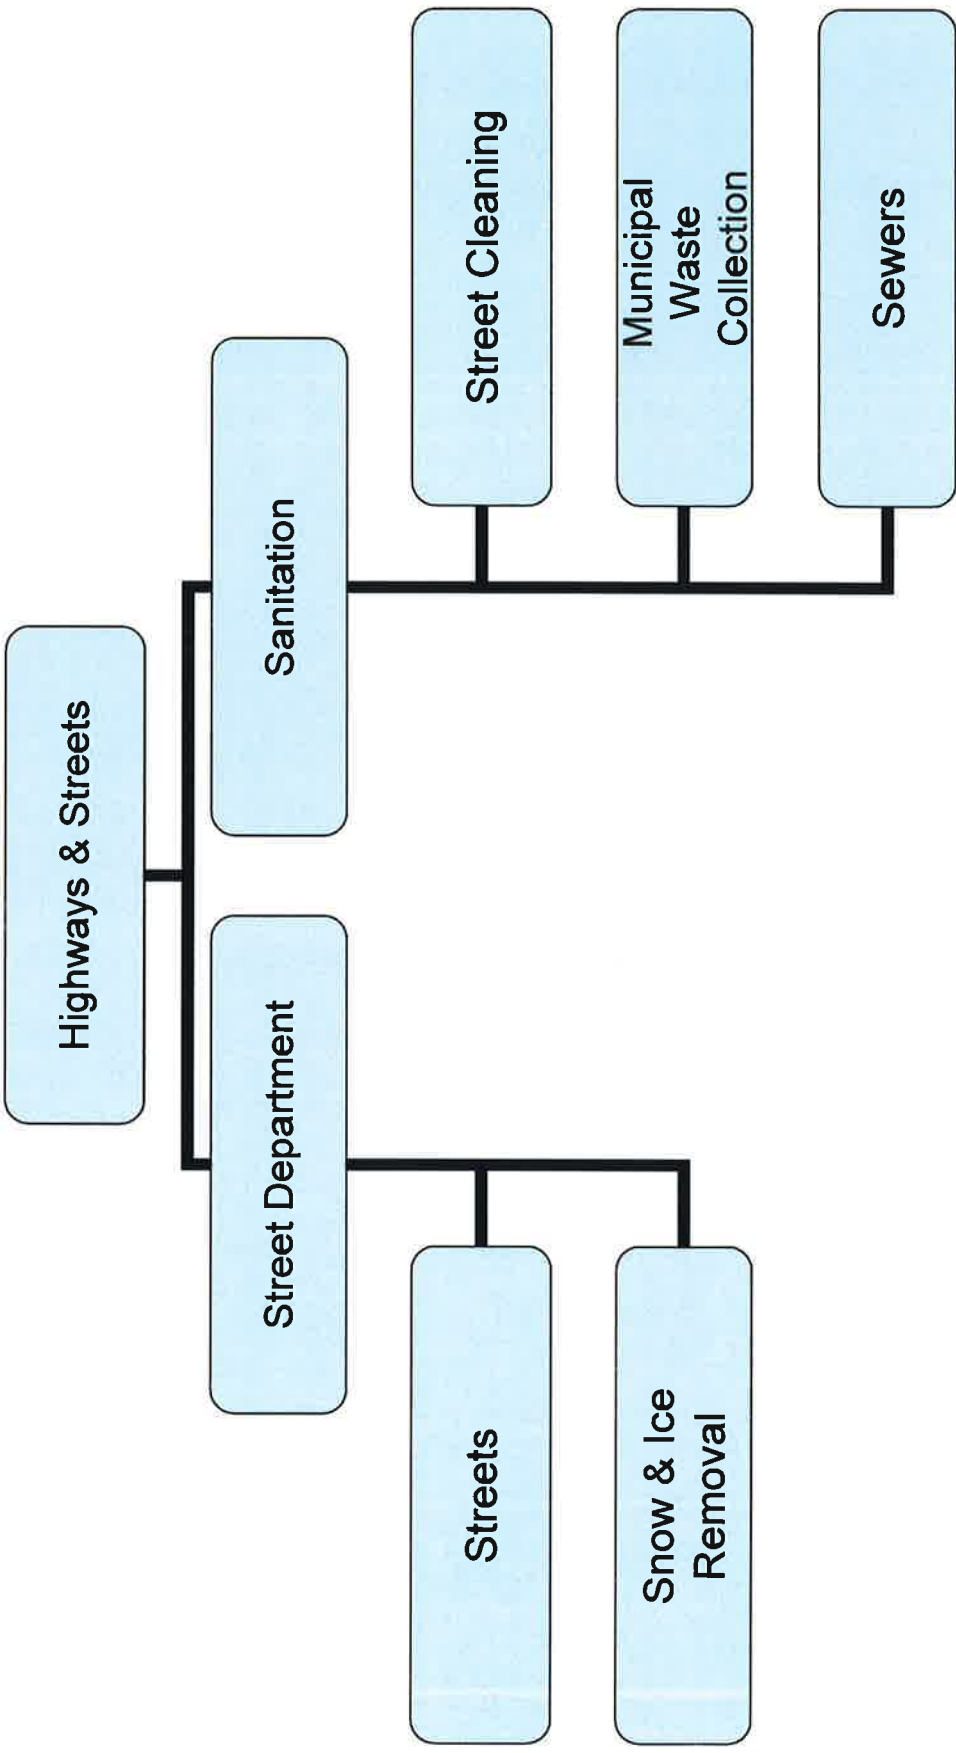 Highways & Streets
Street Department
Sanitation
Streets
Snow & Ice
Removal
Street Cleaning
Municipal
Waste
Collection
Sewers